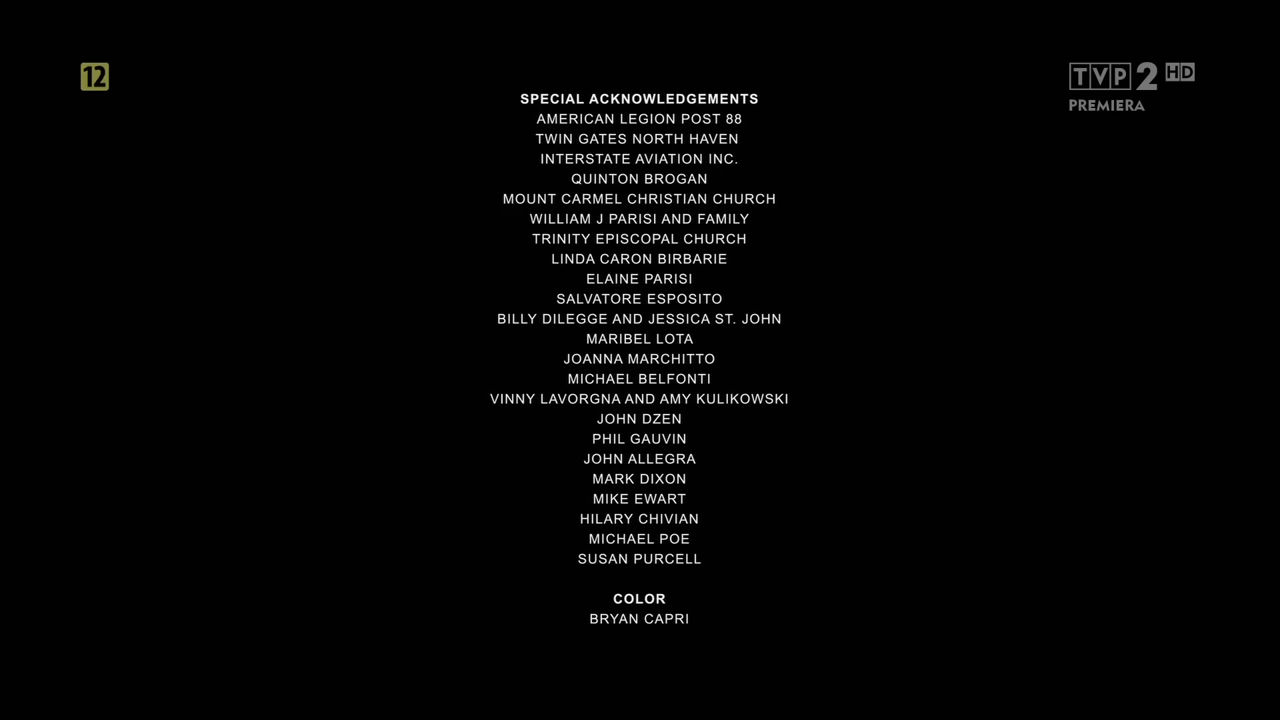 12
TVP2 HD
PREMIERA
SPECIAL ACKNOWLEDGEMENTS
AMERICAN LEGION POST 88
TWIN GATES NORTH HAVEN
INTERSTATE AVIATION INC.
QUINTON BROGAN
MOUNT CARMEL CHRISTIAN CHURCH
WILLIAM J PARISI AND FAMILY
TRINITY EPISCOPAL CHURCH
LINDA CARON BIRBARIE
ELAINE PARISI
SALVATORE ESPOSITO
BILLY DILEGGE AND JESSICA ST. JOHN
MARIBEL LOTA
JOANNA MARCHITTO
MICHAEL BELFONTI
VINNY LAVORGNA AND AMY KULIKOWSKI
JOHN DZEN
PHIL GAUVIN
JOHN ALLEGRA
MARK DIXON
MIKE EWART
HILARY CHIVIAN
MICHAEL POE
SUSAN PURCELL
COLOR
BRYAN CAPRI